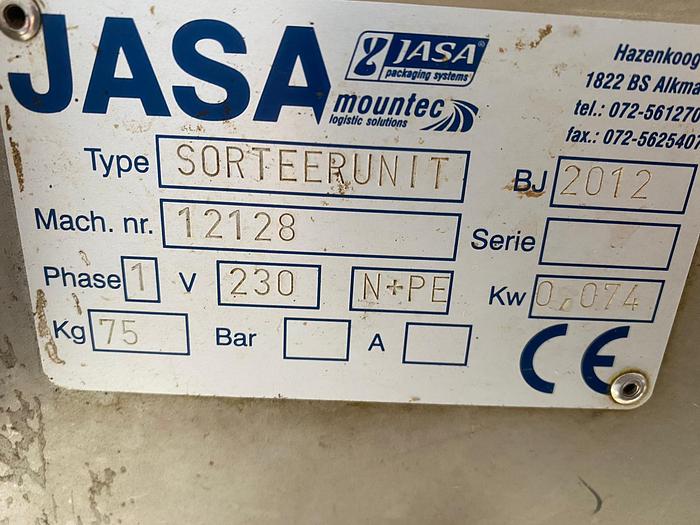 JASA
JASA®
packaging systems
mountec
logistic solutions
Hazenkoog
1822 BS Alkma
tel.: 072-561270
fax.: 072-5625407
Type SORTEERUNIT BJ 2012
Mach. nr. 12128 Serie
Phase 1 V 230 N+PE Kw 0,074
Kg 75 Bar A
CE